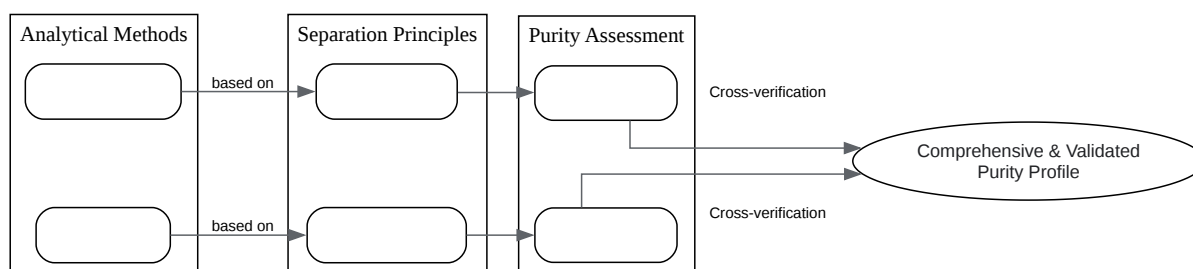 Analytical Methods
Separation Principles
Purity Assessment
based on
Cross-verification
Comprehensive & Validated
Purity Profile
based on
Cross-verification